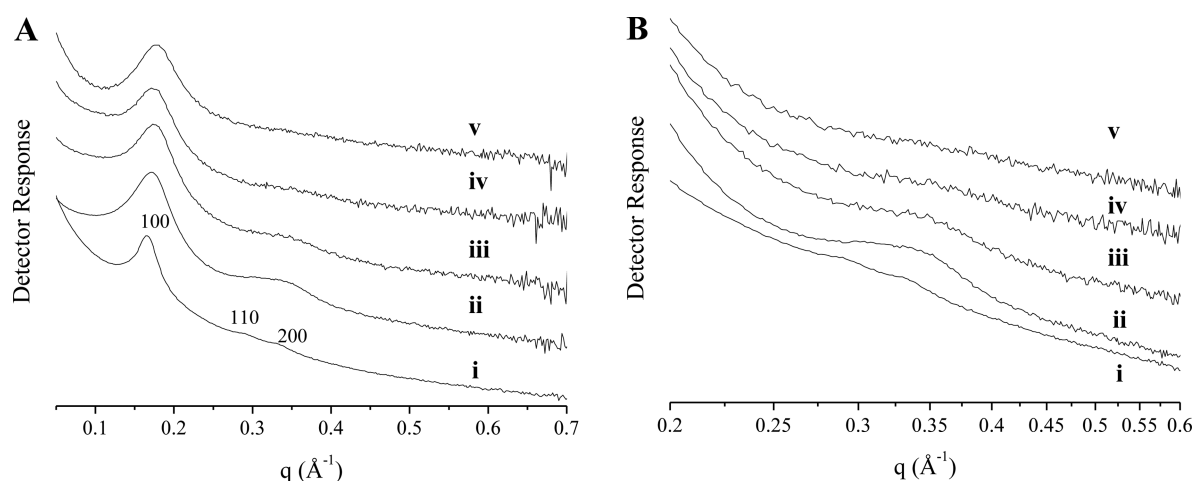 A
Detector Response
100
110
200
v
iv
iii
ii
i
0.1 0.2 0.3 0.4 0.5 0.6 0.7
q (Å⁻¹)
B
Detector Response
v
iv
iii
ii
i
0.2 0.25 0.3 0.35 0.4 0.45 0.5 0.55 0.6
q (Å⁻¹)